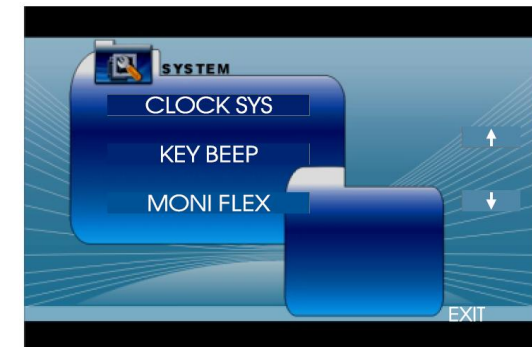 SYSTEM
CLOCK SYS
KEY BEEP
MONI FLEX
EXIT